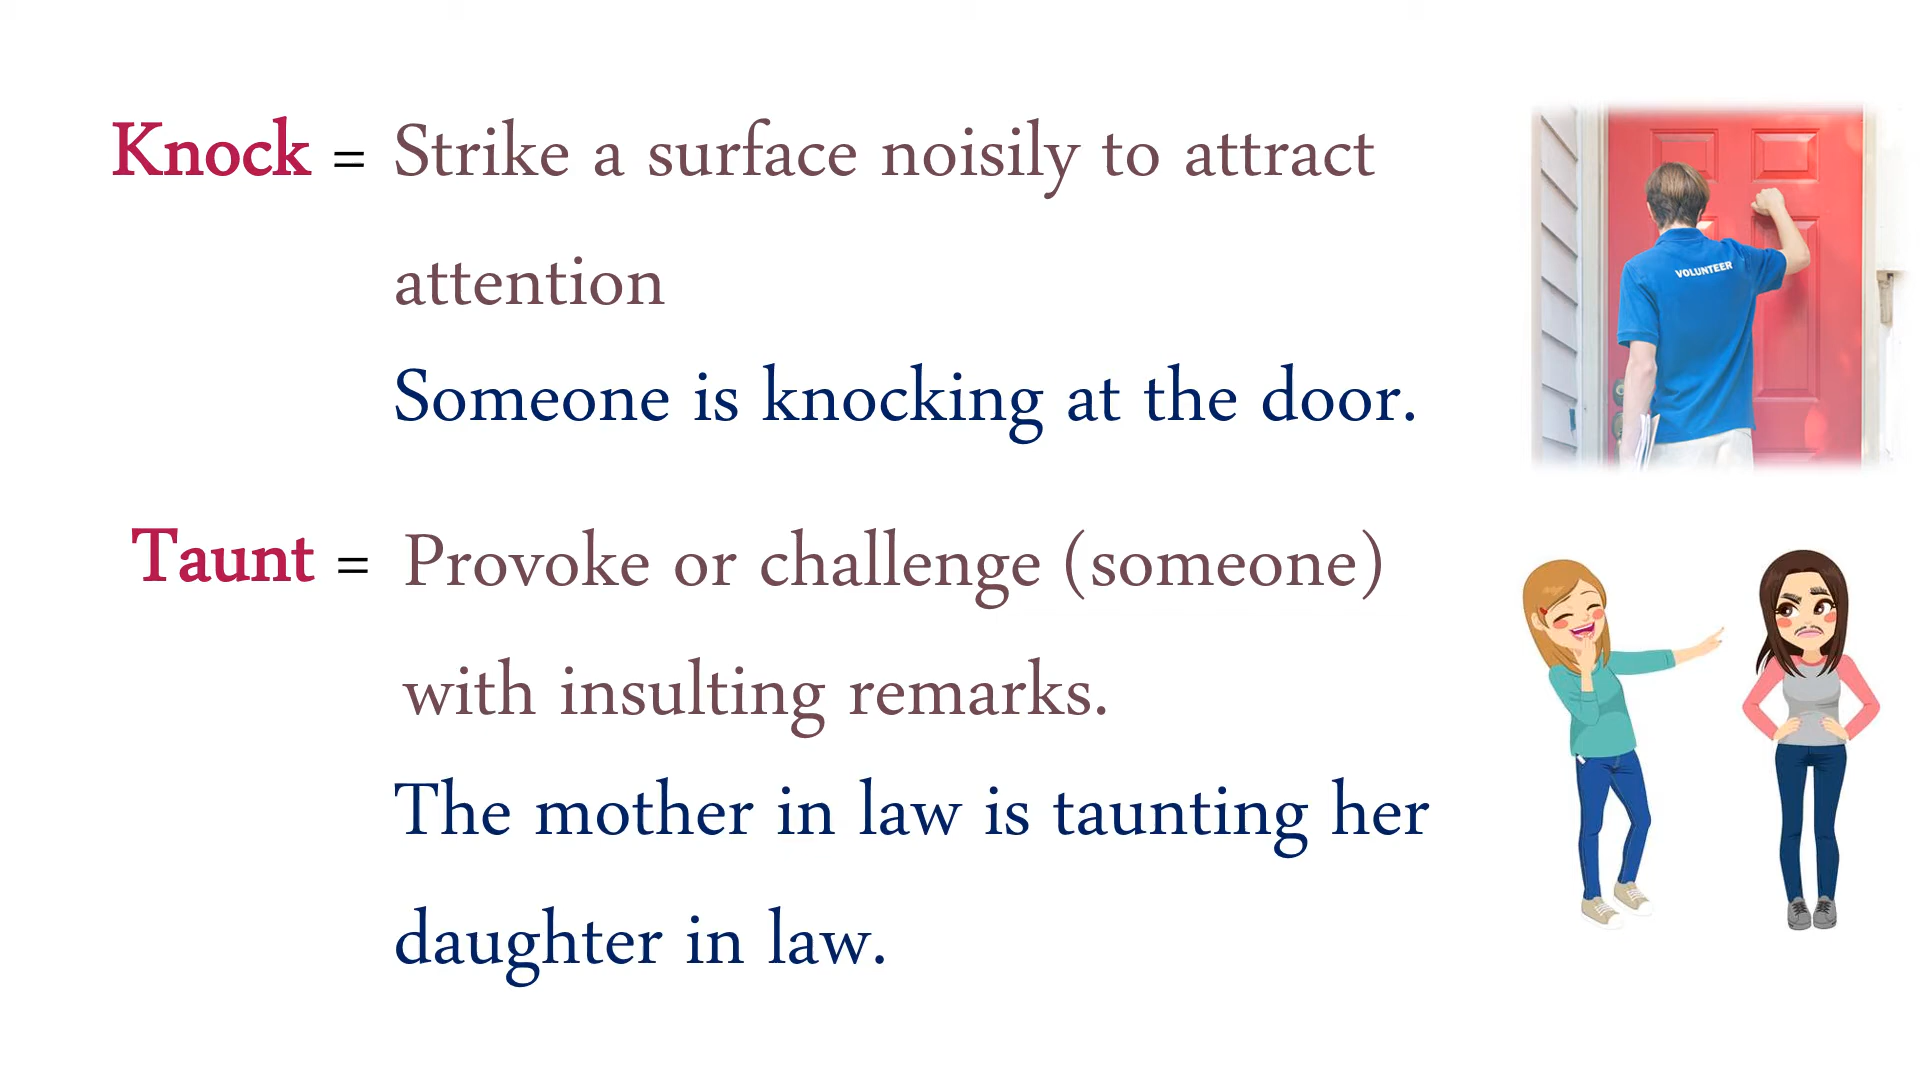 Knock = Strike a surface noisily to attract
attention
Someone is knocking at the door.
VOLUNTEER
Taunt = Provoke or challenge (someone)
with insulting remarks.
The mother in law is taunting her
daughter in law.